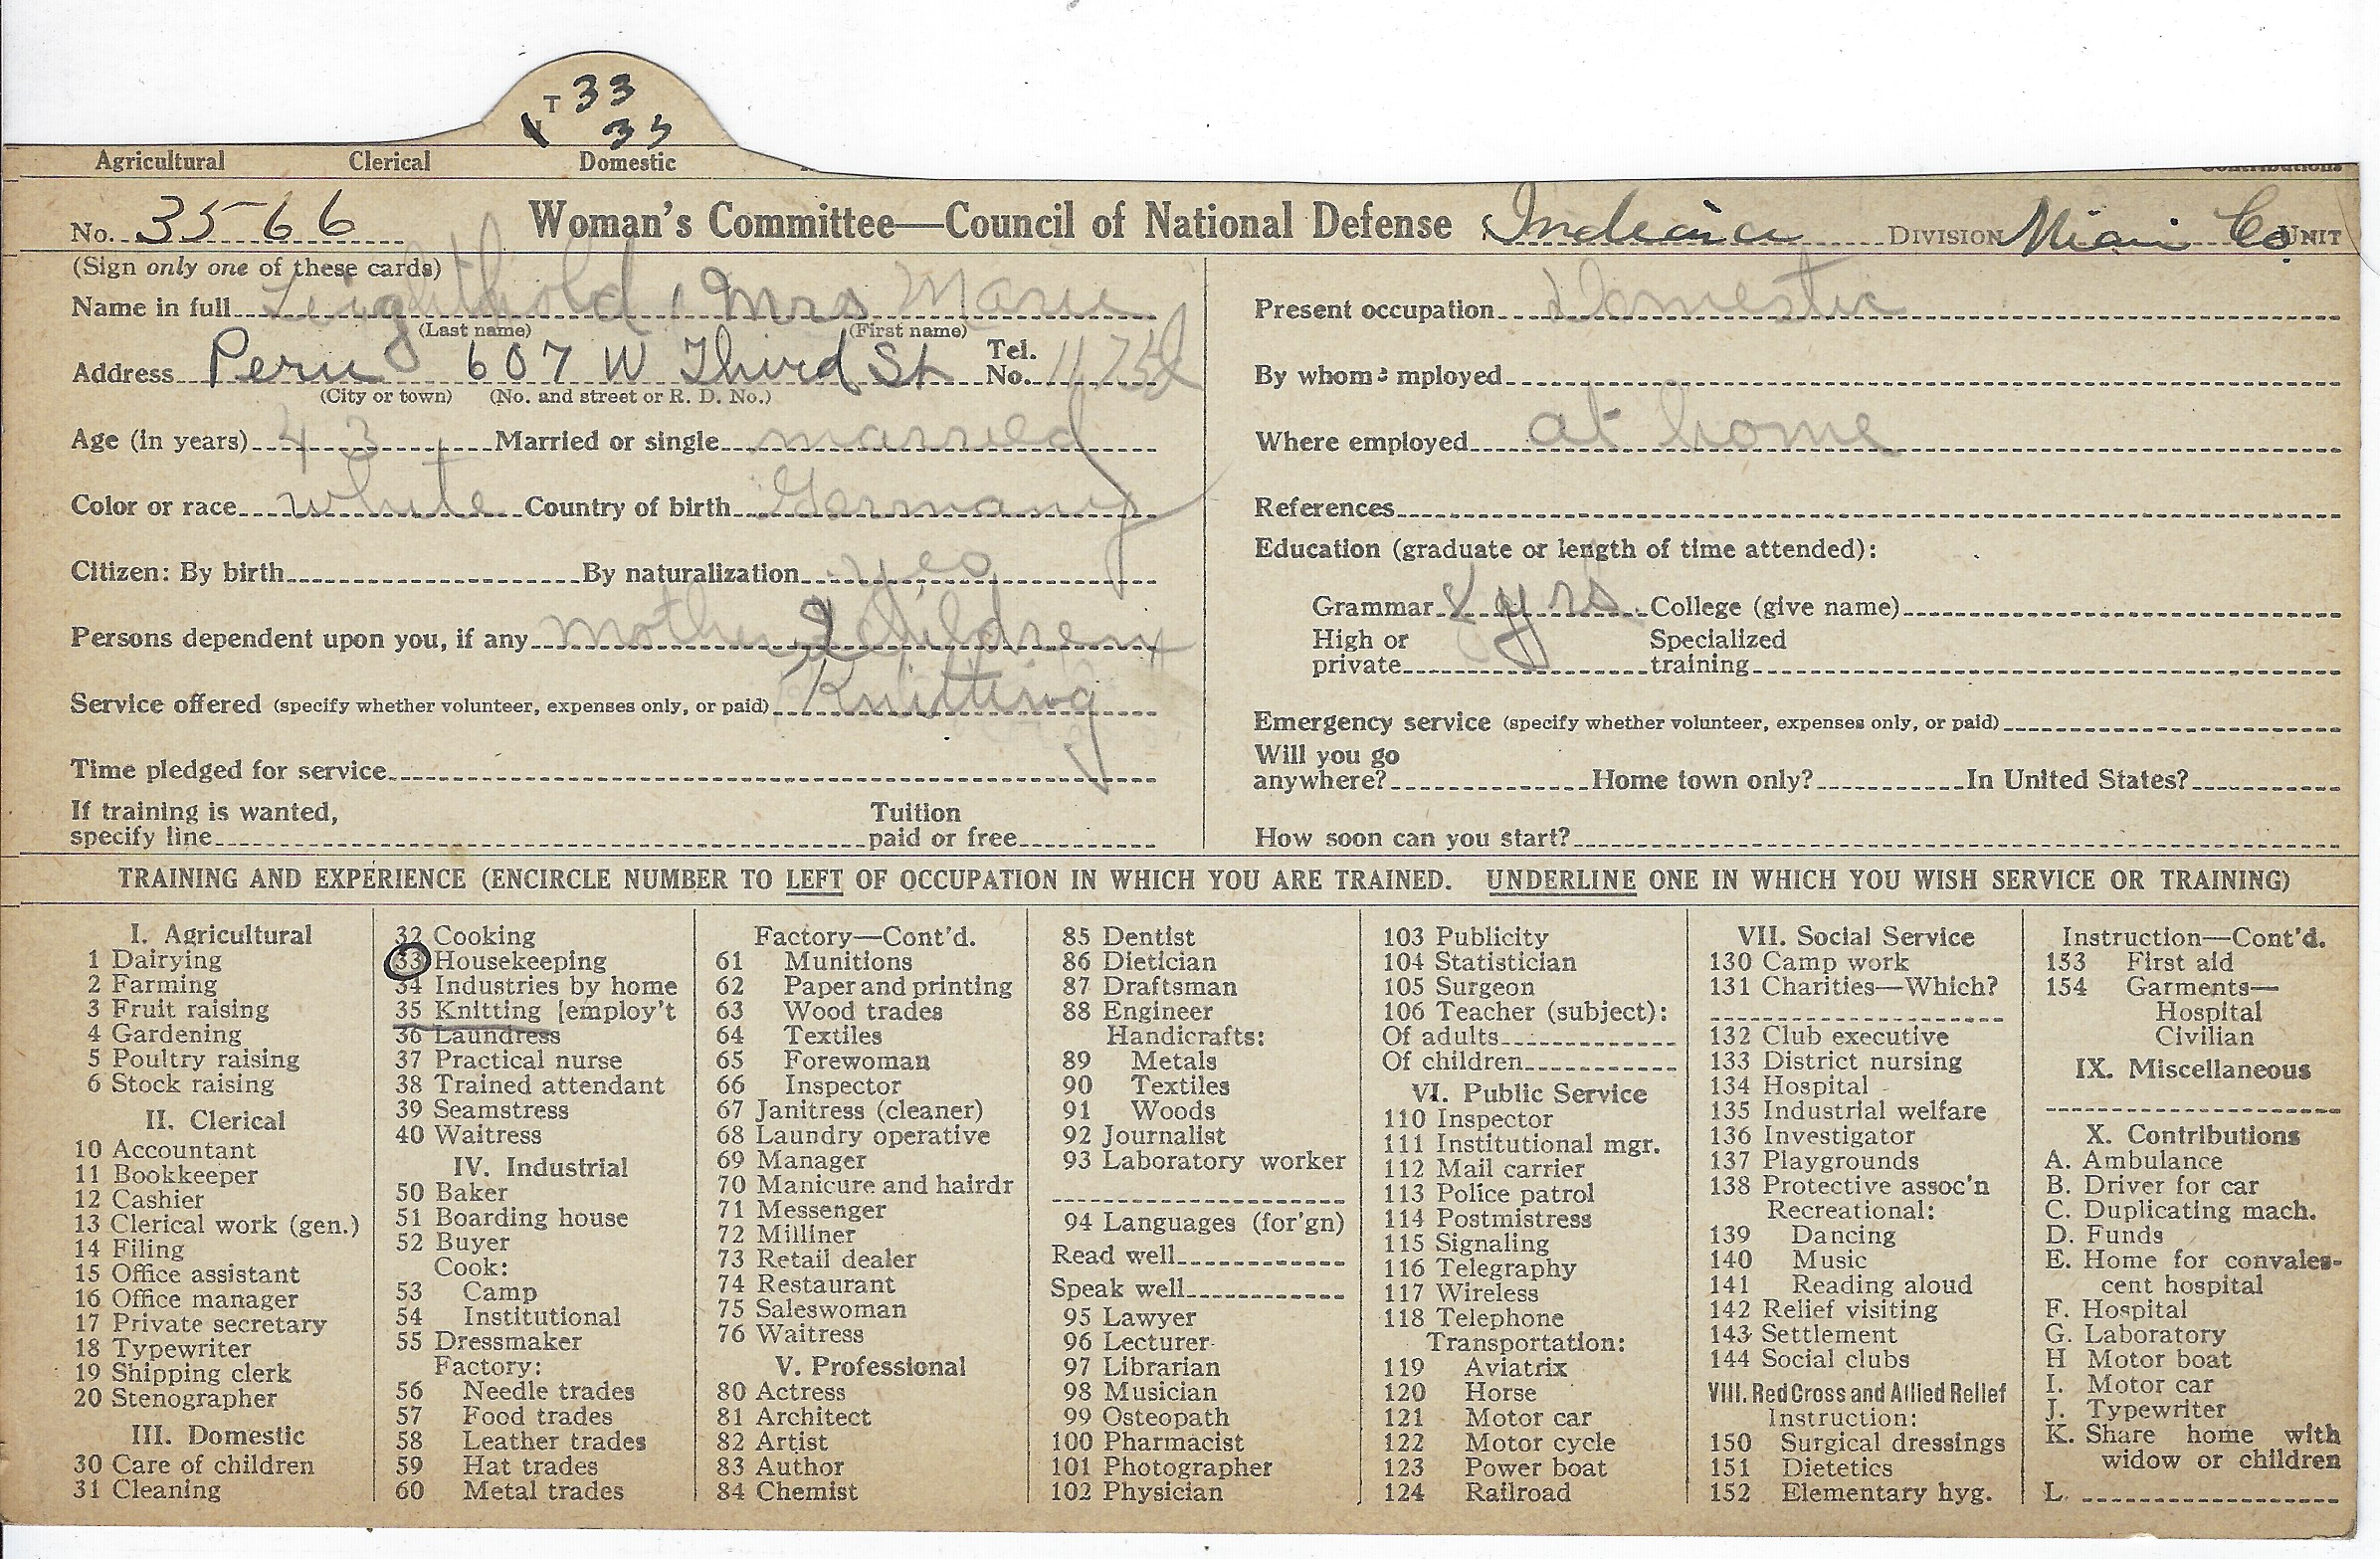 T 33
35
Agricultural Clerical Domestic
No. 3566 Woman's Committee—Council of National Defense Indiana DIVISION Miami Co. UNIT
(Sign only one of these cards)
Name in full Leighthold, Mrs Marie
(Last name) (First name)
Address Peru 607 W Third St Tel. No.
(City or town) (No. and street or R. D. No.)
Age (in years) 43 Married or single married
Color or race white Country of birth Germany
Citizen: By birth By naturalization yes
Persons dependent upon you, if any mother children
Service offered (specify whether volunteer, expenses only, or paid) Knitting
Time pledged for service
If training is wanted, specify line Tuition paid or free
Present occupation Domestic
By whom employed
Where employed at home
References
Education (graduate or length of time attended):
Grammar 8 yrs College (give name)
High or private Specialized training
Emergency service (specify whether volunteer, expenses only, or paid)
Will you go anywhere? Home town only? In United States?
How soon can you start?
TRAINING AND EXPERIENCE (ENCIRCLE NUMBER TO LEFT OF OCCUPATION IN WHICH YOU ARE TRAINED. UNDERLINE ONE IN WHICH YOU WISH SERVICE OR TRAINING)
I. Agricultural
1 Dairying
2 Farming
3 Fruit raising
4 Gardening
5 Poultry raising
6 Stock raising
II. Clerical
10 Accountant
11 Bookkeeper
12 Cashier
13 Clerical work (gen.)
14 Filing
15 Office assistant
16 Office manager
17 Private secretary
18 Typewriter
19 Shipping clerk
20 Stenographer
III. Domestic
30 Care of children
31 Cleaning
32 Cooking
33 Housekeeping
34 Industries by home
35 Knitting [employ't
36 Laundress
37 Practical nurse
38 Trained attendant
39 Seamstress
40 Waitress
IV. Industrial
50 Baker
51 Boarding house
52 Buyer
Cook:
53 Camp
54 Institutional
55 Dressmaker
Factory:
56 Needle trades
57 Food trades
58 Leather trades
59 Hat trades
60 Metal trades
Factory—Cont'd.
61 Munitions
62 Paper and printing
63 Wood trades
64 Textiles
65 Forewoman
66 Inspector
67 Janitress (cleaner)
68 Laundry operative
69 Manager
70 Manicure and hairdr
71 Messenger
72 Milliner
73 Retail dealer
74 Restaurant
75 Saleswoman
76 Waitress
V. Professional
80 Actress
81 Architect
82 Artist
83 Author
84 Chemist
85 Dentist
86 Dietician
87 Draftsman
88 Engineer
Handicrafts:
89 Metals
90 Textiles
91 Woods
92 Journalist
93 Laboratory worker
94 Languages (for'gn)
Read well
Speak well
95 Lawyer
96 Lecturer
97 Librarian
98 Musician
99 Osteopath
100 Pharmacist
101 Photographer
102 Physician
103 Publicity
104 Statistician
105 Surgeon
106 Teacher (subject):
Of adults
Of children
VI. Public Service
110 Inspector
111 Institutional mgr.
112 Mail carrier
113 Police patrol
114 Postmistress
115 Signaling
116 Telegraphy
117 Wireless
118 Telephone
Transportation:
119 Aviatrix
120 Horse
121 Motor car
122 Motor cycle
123 Power boat
124 Railroad
VII. Social Service
130 Camp work
131 Charities—Which?
132 Club executive
133 District nursing
134 Hospital
135 Industrial welfare
136 Investigator
137 Playgrounds
138 Protective assoc'n
Recreational:
139 Dancing
140 Music
141 Reading aloud
142 Relief visiting
143 Settlement
144 Social clubs
VIII. Red Cross and Allied Relief
Instruction:
150 Surgical dressings
151 Dietetics
152 Elementary hyg.
Instruction—Cont'd.
153 First aid
154 Garments—
Hospital
Civilian
IX. Miscellaneous
X. Contributions
A. Ambulance
B. Driver for car
C. Duplicating mach.
D. Funds
E. Home for convales-
cent hospital
F. Hospital
G. Laboratory
H Motor boat
I. Motor car
J. Typewriter
K. Share home with
widow or children
L.